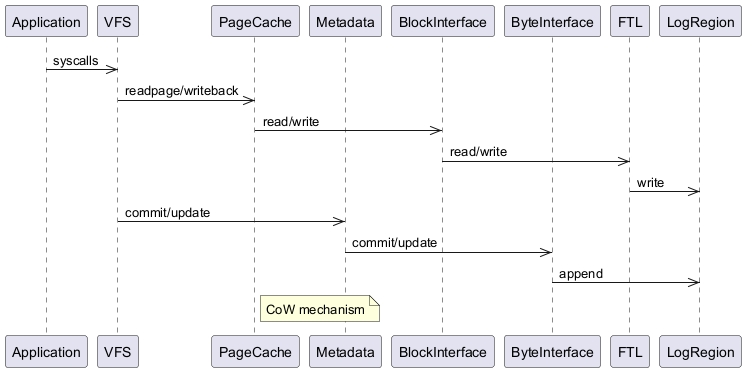 Application VFS PageCache Metadata BlockInterface ByteInterface FTL LogRegion
syscalls
readpage/writeback
read/write
read/write
write
commit/update
commit/update
append
CoW mechanism
Application VFS PageCache Metadata BlockInterface ByteInterface FTL LogRegion